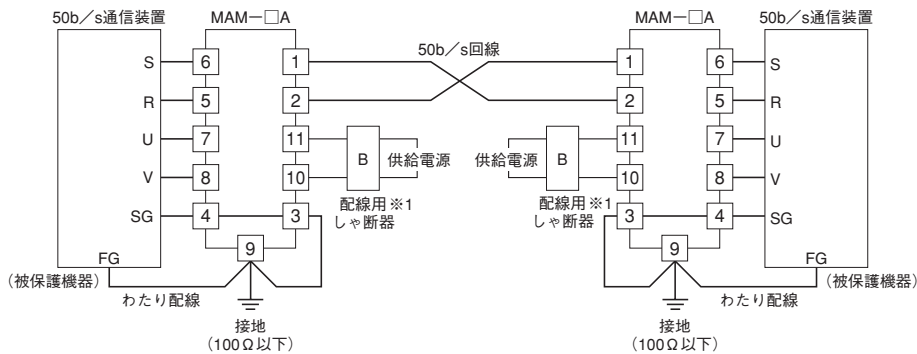 50b／s通信装置 MAM－□A MAM－□A 50b／s通信装置
50b／s回線
S 6 1 1 6 S
R 5 2 2 5 R
U 7 11 11 7 U
B 供給電源 供給電源 B
V 8 10 10 8 V
配線用※1 配線用※1
しゃ断器 しゃ断器
SG 4 3 3 4 SG
9 9
FG FG
（被保護機器） （被保護機器）
わたり配線 わたり配線
接地 接地
（100Ω以下） （100Ω以下）